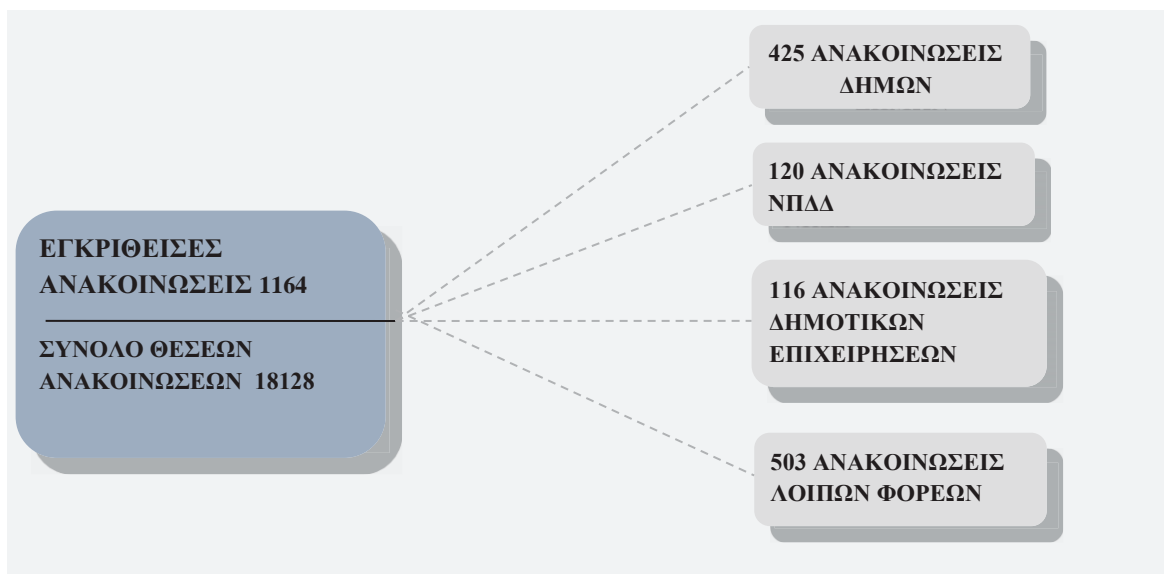 ΕΓΚΡΙΘΕΙΣΕΣ
ΑΝΑΚΟΙΝΩΣΕΙΣ 1164
ΣΥΝΟΛΟ ΘΕΣΕΩΝ
ΑΝΑΚΟΙΝΩΣΕΩΝ 18128
425 ΑΝΑΚΟΙΝΩΣΕΙΣ
ΔΗΜΩΝ
120 ΑΝΑΚΟΙΝΩΣΕΙΣ
ΝΠΔΔ
116 ΑΝΑΚΟΙΝΩΣΕΙΣ
ΔΗΜΟΤΙΚΩΝ
ΕΠΙΧΕΙΡΗΣΕΩΝ
503 ΑΝΑΚΟΙΝΩΣΕΙΣ
ΛΟΙΠΩΝ ΦΟΡΕΩΝ